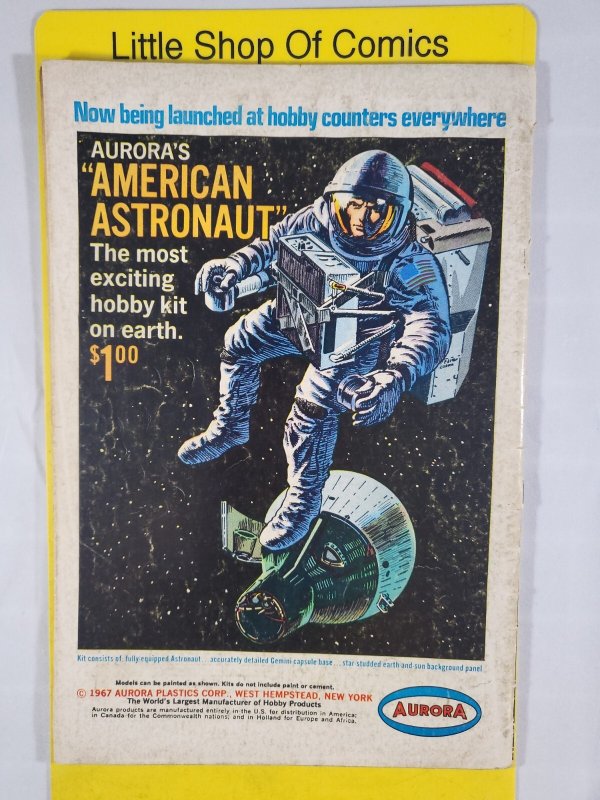 Little Shop Of Comics
Now being launched at hobby counters everywhere
AURORA'S
"AMERICAN
ASTRONAUT"
The most
exciting
hobby kit
on earth.
$1.00
Kit consists of, fully equipped Astronaut... accurately detailed Gemini capsule base... star studded earth and sun background panel
Models can be painted as shown. Kits do not include paint or cement.
© 1967 AURORA PLASTICS CORP., WEST HEMPSTEAD, NEW YORK
The World's Largest Manufacturer of Hobby Products
Aurora products are manufactured entirely in the U.S. for distribution in America;
in Canada for the Commonwealth nations; and in Holland for Europe and Africa.
AURORA